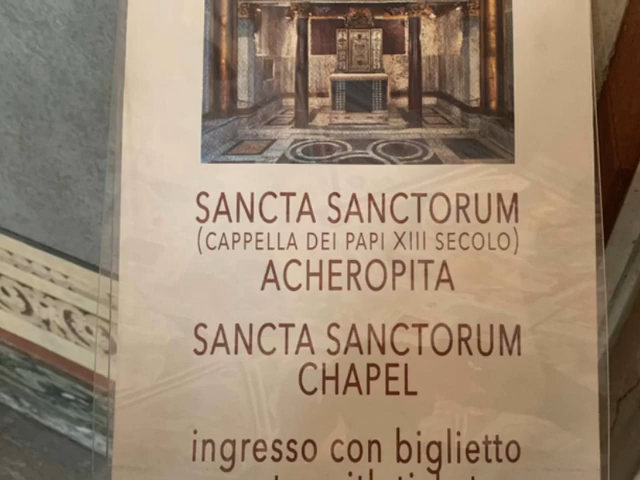 SANCTA SANCTORUM
(CAPPELLA DEI PAPI XIII SECOLO)
ACHEROPITA
SANCTA SANCTORUM
CHAPEL
ingresso con biglietto